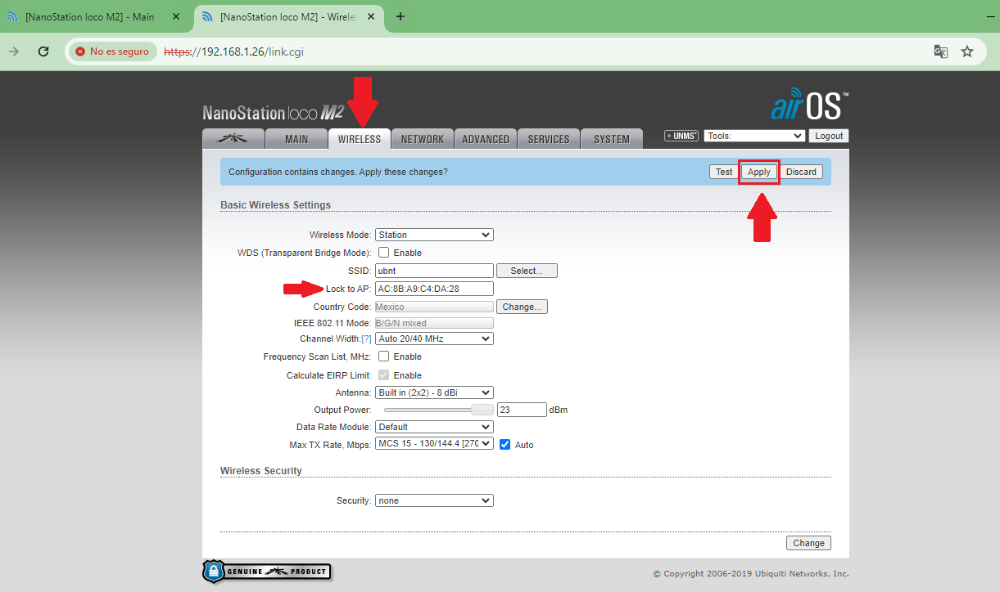 [NanoStation loco M2] - Main
[NanoStation loco M2] - Wirele
No es seguro https://192.168.1.26/link.cgi
NanoStation loco M2
airOS™
MAIN WIRELESS NETWORK ADVANCED SERVICES SYSTEM UNMS™ Tools: Logout
Configuration contains changes. Apply these changes? Test Apply Discard
Basic Wireless Settings
Wireless Mode: Station
WDS (Transparent Bridge Mode): Enable
SSID: ubnt Select...
Lock to AP: AC:8B:A9:C4:DA:28
Country Code: Mexico Change...
IEEE 802.11 Mode: B/G/N mixed
Channel Width:[?] Auto 20/40 MHz
Frequency Scan List, MHz: Enable
Calculate EIRP Limit: Enable
Antenna: Built in (2x2) - 8 dBi
Output Power: 23 dBm
Data Rate Module: Default
Max TX Rate, Mbps: MCS 15 - 130/144.4 [270 Auto
Wireless Security
Security: none
Change
GENUINE PRODUCT
© Copyright 2006-2019 Ubiquiti Networks, Inc.